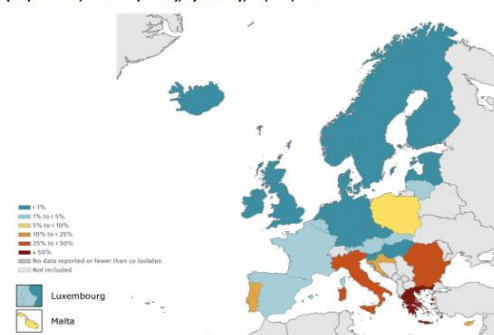 < 1%
1% to < 5%
5% to < 10%
10% to < 25%
25% to < 50%
≥ 50%
No data reported or fewer than 10 isolates
Not included
Luxembourg
Malta